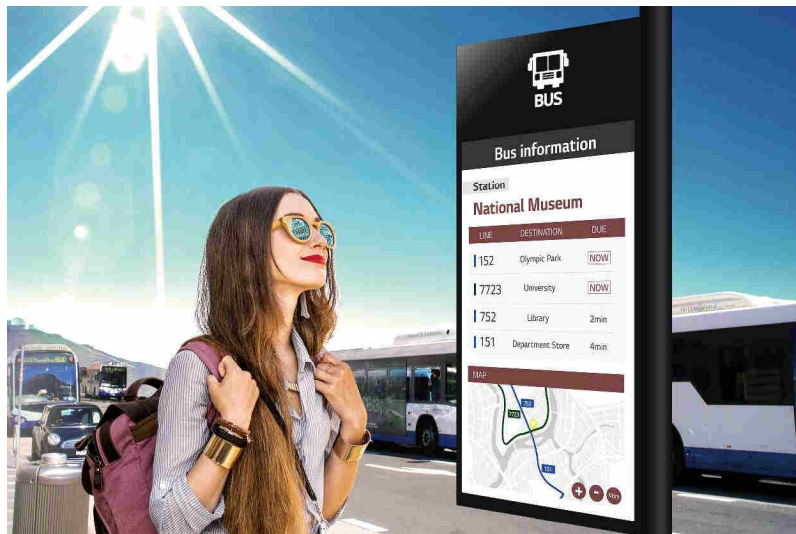 BUS
Bus information
Station
National Museum
LINE DESTINATION DUE
152 Olympic Park NOW
7723 University NOW
752 Library 2min
151 Department Store 4min
MAP
752
7723
151
+ -